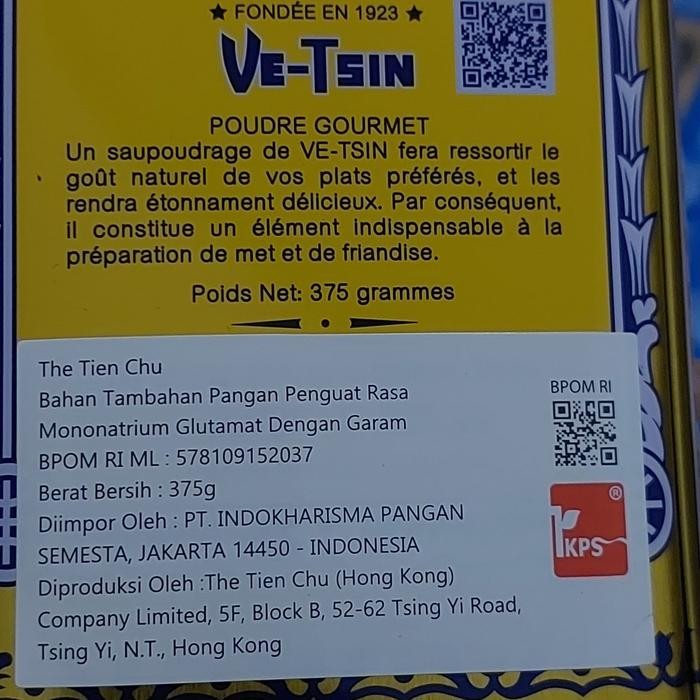 ★ FONDÉE EN 1923 ★
VE-TSIN
POUDRE GOURMET
Un saupoudrage de VE-TSIN fera ressortir le
goût naturel de vos plats préférés, et les
rendra étonnament délicieux. Par conséquent,
il constitue un élément indispensable à la
préparation de met et de friandise.
Poids Net: 375 grammes
The Tien Chu
Bahan Tambahan Pangan Penguat Rasa
Mononatrium Glutamat Dengan Garam
BPOM RI ML : 578109152037
Berat Bersih : 375g
Diimpor Oleh : PT. INDOKHARISMA PANGAN
SEMESTA, JAKARTA 14450 - INDONESIA
Diproduksi Oleh :The Tien Chu (Hong Kong)
Company Limited, 5F, Block B, 52-62 Tsing Yi Road,
Tsing Yi, N.T., Hong Kong
BPOM RI
®
KPS